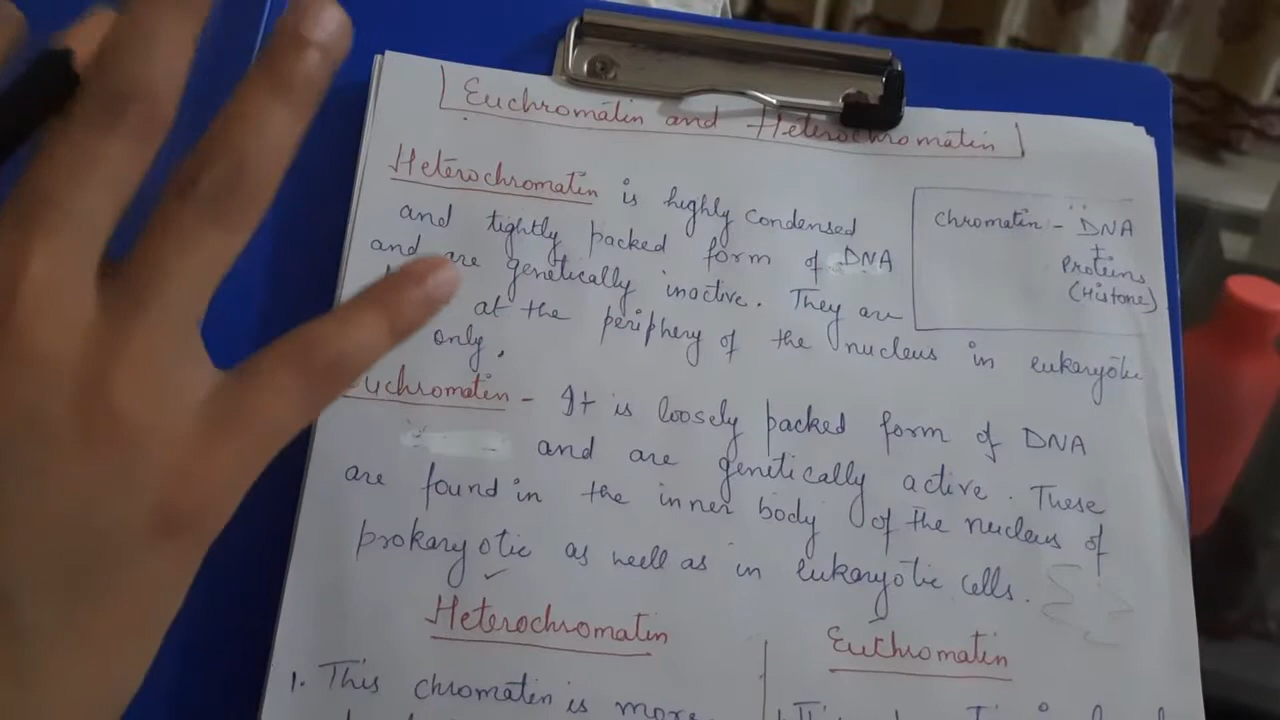 Euchromatin and Heterochromatin
Heterochromatin is highly condensed
and tightly packed form of DNA
and are genetically inactive. They are
at the periphery of the nucleus in eukaryotic
only.
chromatin - DNA
+
Proteins
(Histone)
Euchromatin - It is loosely packed form of DNA
and are genetically active. These
are found in the inner body of the nucleus of
prokaryotic as well as in eukaryotic cells.
Heterochromatin
Euchromatin
1. This chromatin is more